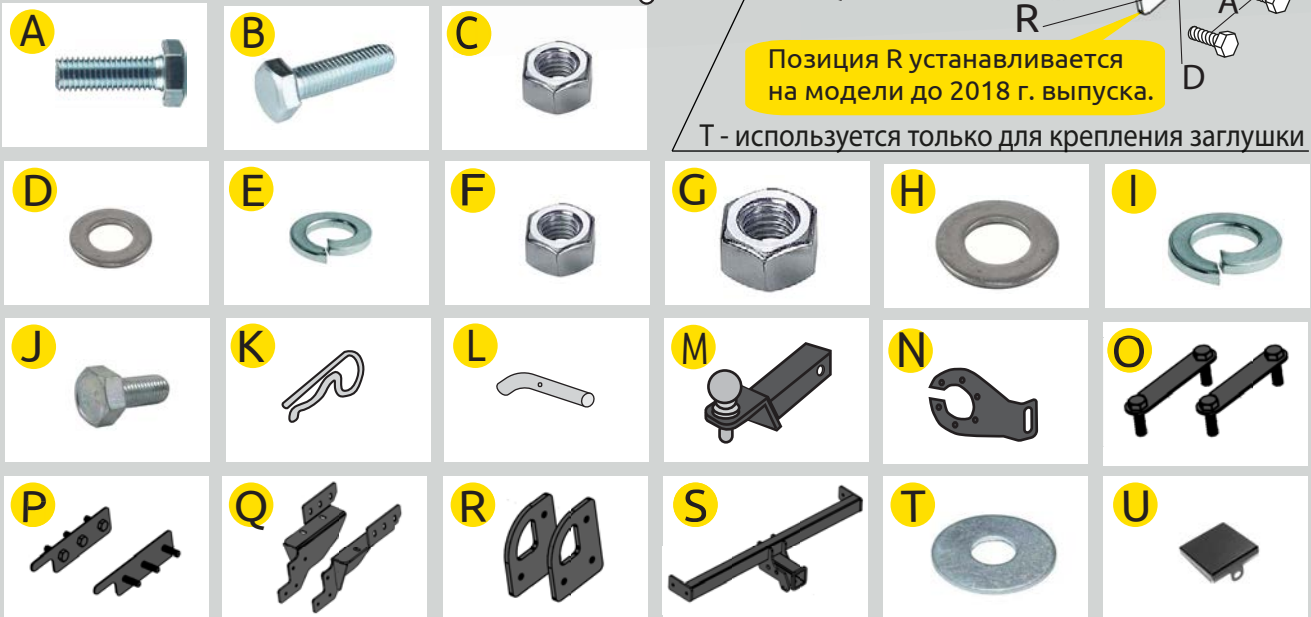 A
B
C
R
A
D
Позиция R устанавливается
на модели до 2018 г. выпуска.
T - используется только для крепления заглушки
D
E
F
G
H
I
J
K
L
M
N
O
P
Q
R
S
T
U